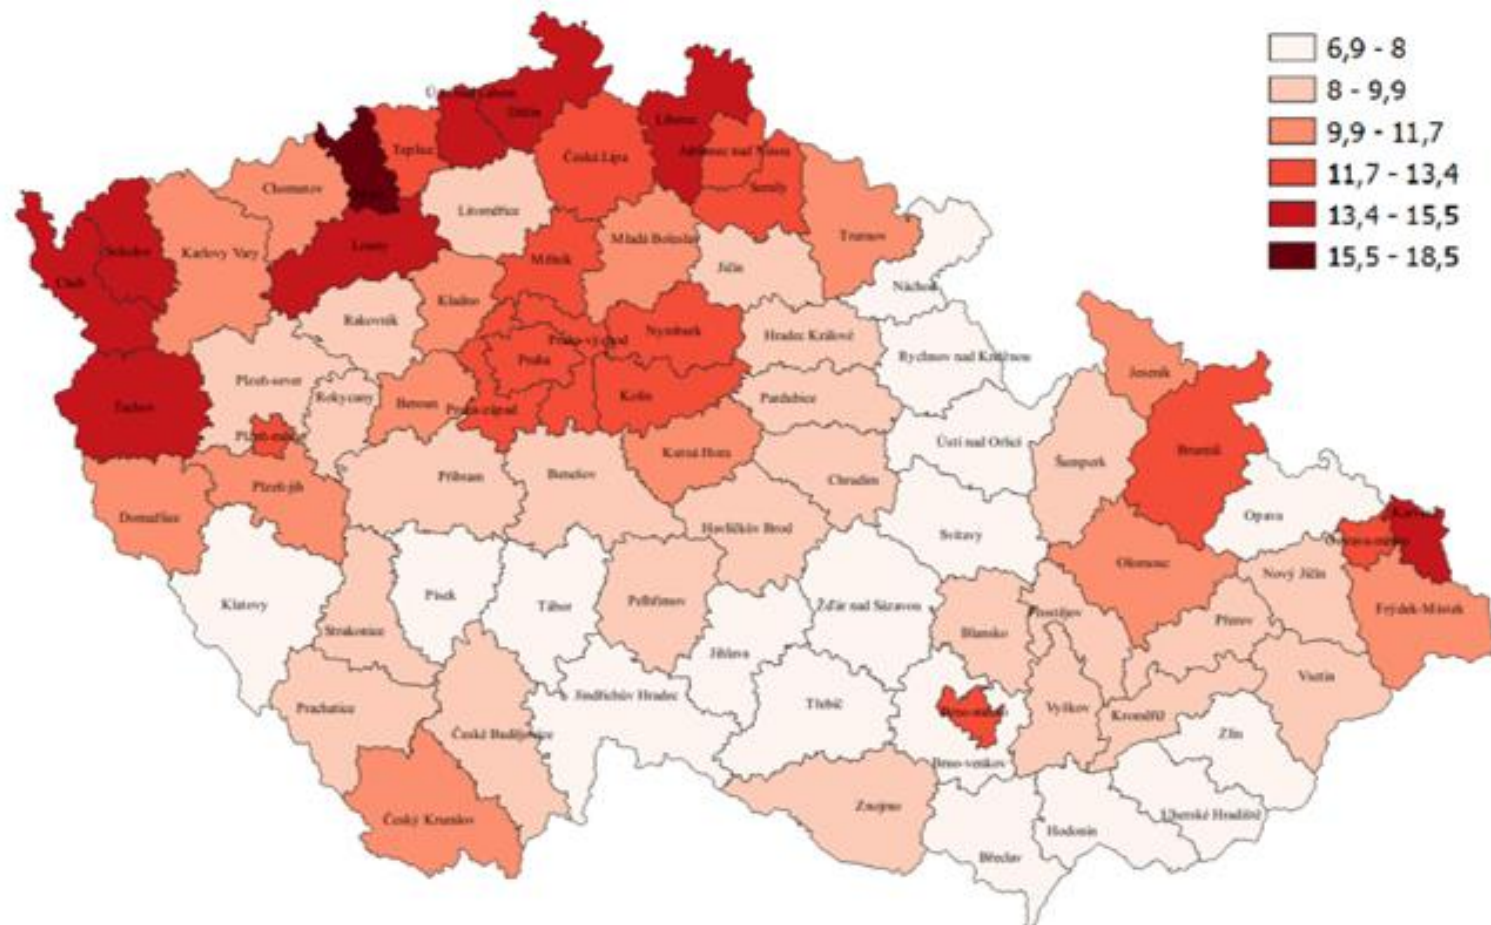 6,9 - 8
8 - 9,9
9,9 - 11,7
11,7 - 13,4
13,4 - 15,5
15,5 - 18,5
Děčín
Liberec
Teplice
Česká Lípa
Jablonec nad Nisou
Semily
Chomutov
Litoměřice
Trutnov
Mladá Boleslav
Louny
Sokolov
Karlovy Vary
Mělník
Jičín
Cheb
Náchod
Kladno
Rakovník
Nymburk
Hradec Králové
Praha-východ
Praha
Rychnov nad Kněžnou
Jeseník
Plzeň-sever
Rokycany
Beroun
Praha-západ
Kolín
Pardubice
Tachov
Plzeň-město
Ústí nad Orlicí
Bruntál
Kutná Hora
Šumperk
Příbram
Benešov
Chrudim
Plzeň-jih
Domažlice
Havlíčkův Brod
Opava
Karviná
Svitavy
Ostrava-město
Olomouc
Nový Jičín
Klatovy
Písek
Tábor
Pelhřimov
Žďár nad Sázavou
Frýdek-Místek
Strakonice
Blansko
Prostějov
Přerov
Jihlava
Vsetín
Jindřichův Hradec
Prachatice
Třebíč
Brno-město
Vyškov
Kroměříž
České Budějovice
Zlín
Brno-venkov
Český Krumlov
Znojmo
Uherské Hradiště
Hodonín
Břeclav